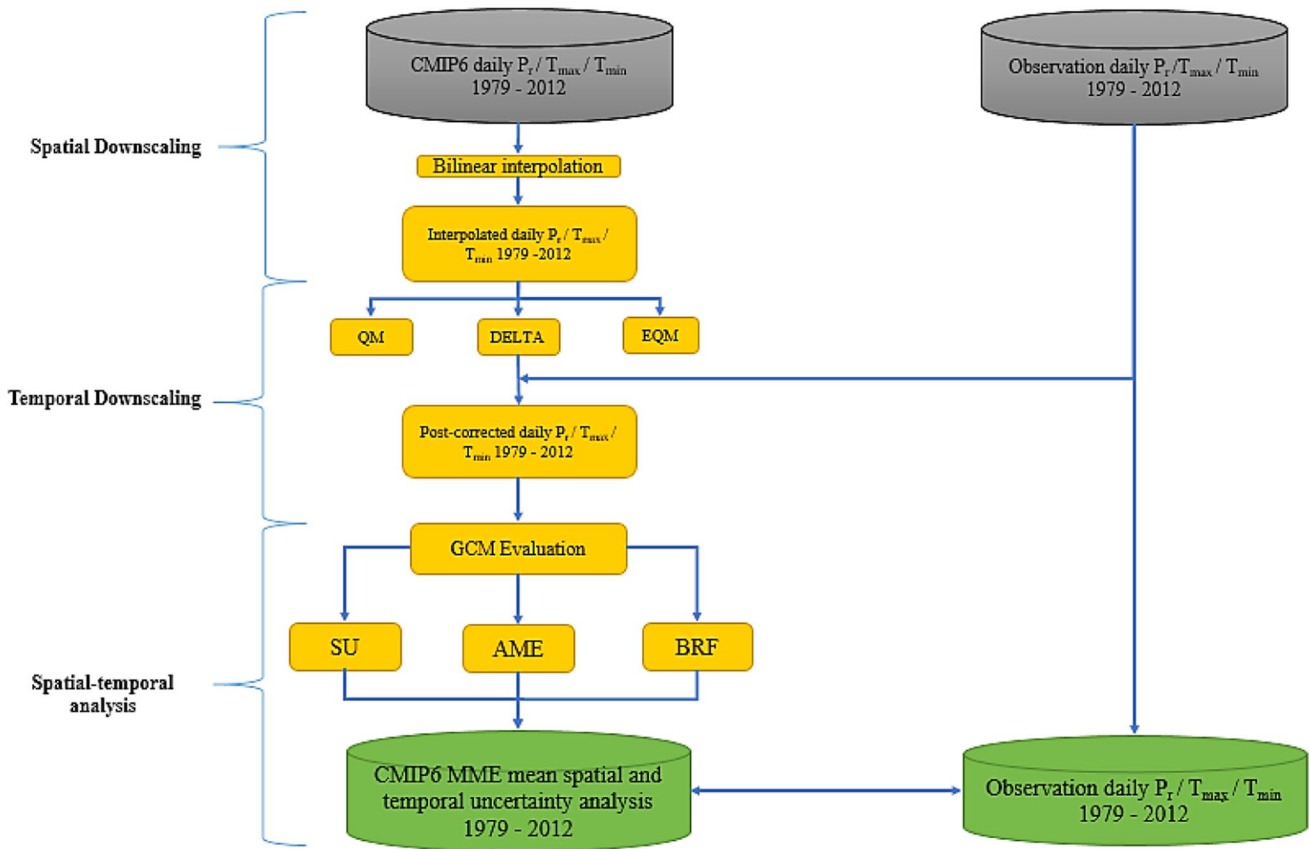 CMIP6 daily Pr / Tmax / Tmin
1979 - 2012
Observation daily Pr /Tmax / Tmin
1979 - 2012
Spatial Downscaling
Bilinear interpolation
Interpolated daily Pr / Tmax /
Tmin 1979 -2012
QM
DELTA
EQM
Temporal Downscaling
Post-corrected daily Pr / Tmax /
Tmin 1979 - 2012
GCM Evaluation
SU
AME
BRF
Spatial-temporal
analysis
CMIP6 MME mean spatial and
temporal uncertainty analysis
1979 - 2012
Observation daily Pr / Tmax / Tmin
1979 - 2012